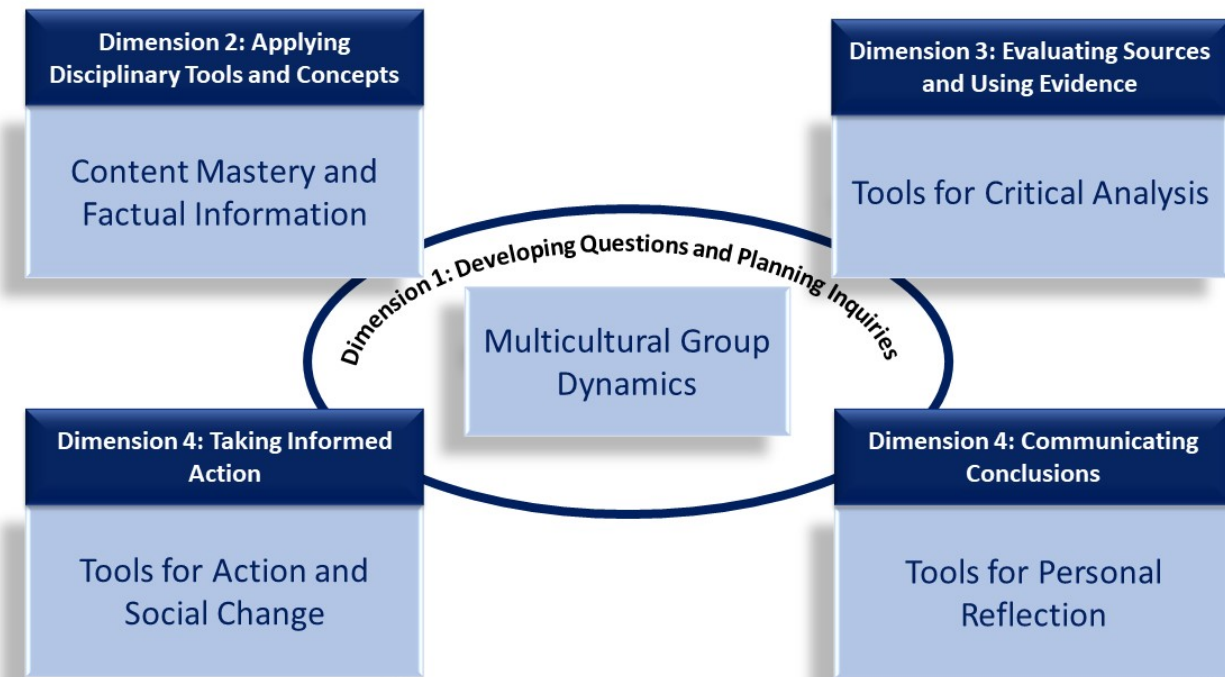 Dimension 2: Applying
Disciplinary Tools and Concepts
Content Mastery and
Factual Information
Dimension 3: Evaluating Sources
and Using Evidence
Tools for Critical Analysis
Dimension 1: Developing Questions and Planning Inquiries
Multicultural Group
Dynamics
Dimension 4: Taking Informed
Action
Tools for Action and
Social Change
Dimension 4: Communicating
Conclusions
Tools for Personal
Reflection